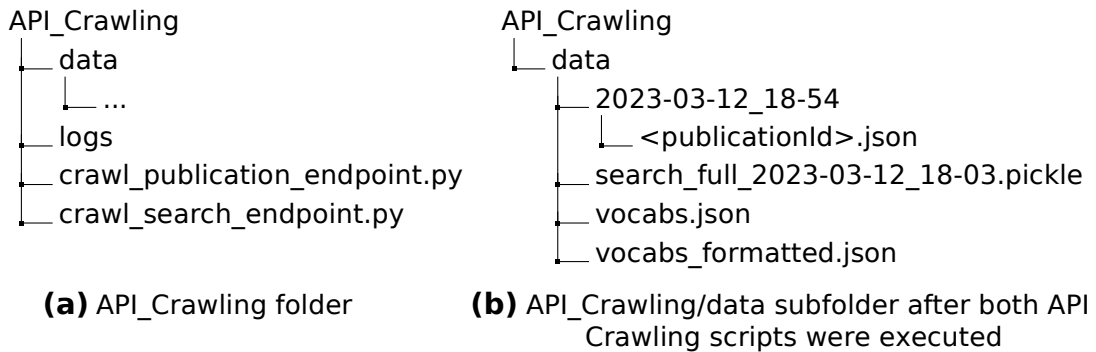 API_Crawling
data
...
logs
crawl_publication_endpoint.py
crawl_search_endpoint.py
(a) API_Crawling folder
API_Crawling
data
2023-03-12_18-54
<publicationId>.json
search_full_2023-03-12_18-03.pickle
vocabs.json
vocabs_formatted.json
(b) API_Crawling/data subfolder after both API
Crawling scripts were executed